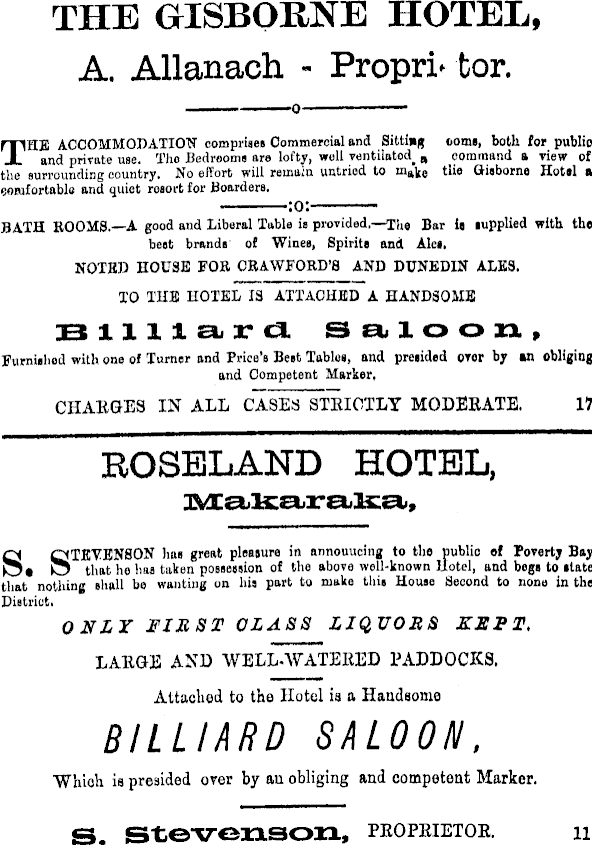 THE GISBORNE HOTEL,
A. Allanach - Propri tor.
THE ACCOMMODATION comprises Commercial and Sitting ooms, both for public
and private use. The Bedrooms are lofty, well ventilated, a command a view of
the surrounding country. No effort will remain untried to make the Gisborne Hotel a
comfortable and quiet resort for Boarders.
:o:
BATH ROOMS.—A good and Liberal Table is provided.—The Bar is supplied with the
best brands of Wines, Spirits and Ales.
NOTED HOUSE FOR CRAWFORD'S AND DUNEDIN ALES.
TO THE HOTEL IS ATTACHED A HANDSOME
Billiard Saloon,
Furnished with one of Turner and Price's Best Tables, and presided over by an obliging
and Competent Marker.
CHARGES IN ALL CASES STRICTLY MODERATE. 17
ROSELAND HOTEL,
Makaraka,
S. STEVENSON has great pleasure in annouucing to the public of Poverty Bay
that he has taken possession of the above well-known Hotel, and begs to state
that nothing shall be wanting on his part to make this House Second to none in the
District.
ONLY FIRST CLASS LIQUORS KEPT.
LARGE AND WELL-WATERED PADDOCKS.
Attached to the Hotel is a Handsome
BILLIARD SALOON,
Which is presided over by an obliging and competent Marker.
S. Stevenson, PROPRIETOR. 11